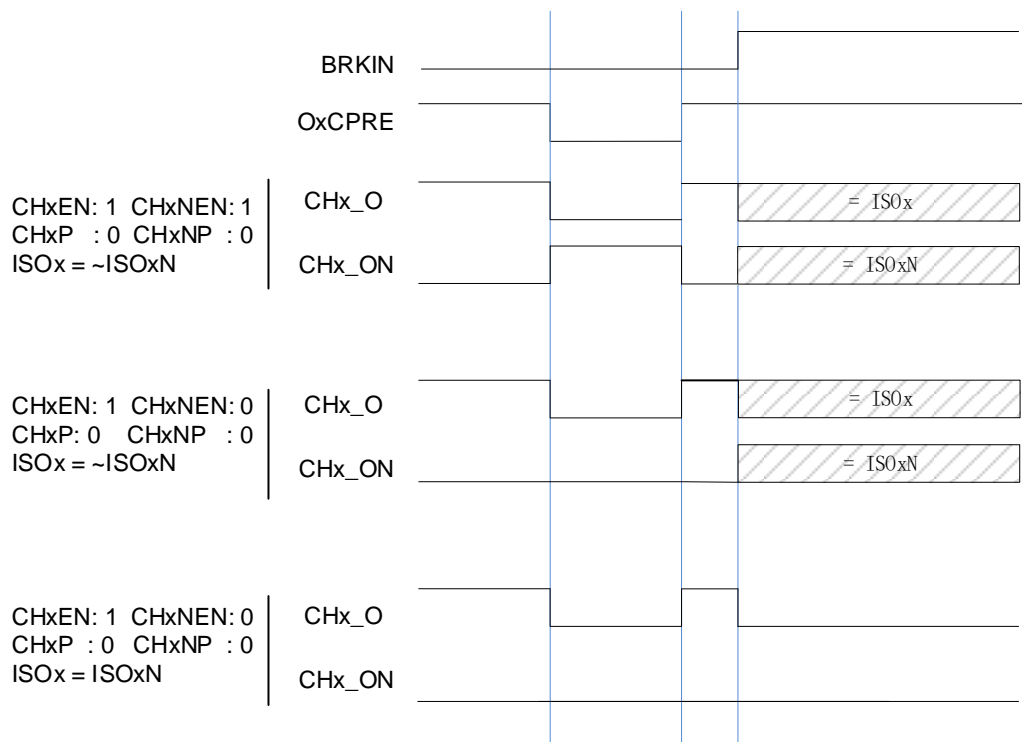 BRKIN
OxCPRE
CHxEN: 1 CHxNEN: 1
CHxP : 0 CHxNP : 0
ISOx = ~ISOxN
CHx_O
= ISOx
CHx_ON
= ISOxN
CHxEN: 1 CHxNEN: 0
CHxP: 0 CHxNP : 0
ISOx = ~ISOxN
CHx_O
= ISOx
CHx_ON
= ISOxN
CHxEN: 1 CHxNEN: 0
CHxP : 0 CHxNP : 0
ISOx = ISOxN
CHx_O
CHx_ON